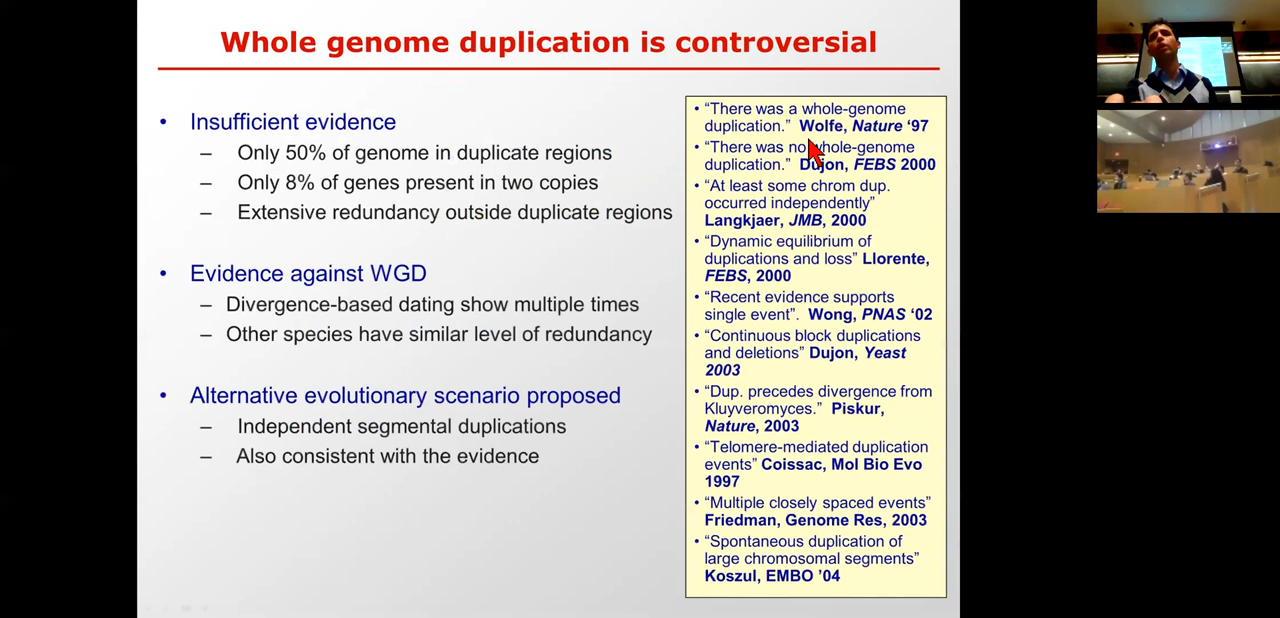 Whole genome duplication is controversial
• Insufficient evidence
– Only 50% of genome in duplicate regions
– Only 8% of genes present in two copies
– Extensive redundancy outside duplicate regions
• Evidence against WGD
– Divergence-based dating show multiple times
– Other species have similar level of redundancy
• Alternative evolutionary scenario proposed
– Independent segmental duplications
– Also consistent with the evidence
• “There was a whole-genome
duplication.” Wolfe, Nature ‘97
• “There was no whole-genome
duplication.” Dujon, FEBS 2000
• “At least some chrom dup.
occurred independently”
Langkjaer, JMB, 2000
• “Dynamic equilibrium of
duplications and loss” Llorente,
FEBS, 2000
• “Recent evidence supports
single event”. Wong, PNAS ‘02
• “Continuous block duplications
and deletions” Dujon, Yeast
2003
• “Dup. precedes divergence from
Kluyveromyces.” Piskur,
Nature, 2003
• “Telomere-mediated duplication
events” Coissac, Mol Bio Evo
1997
• “Multiple closely spaced events”
Friedman, Genome Res, 2003
• “Spontaneous duplication of
large chromosomal segments”
Koszul, EMBO ’04